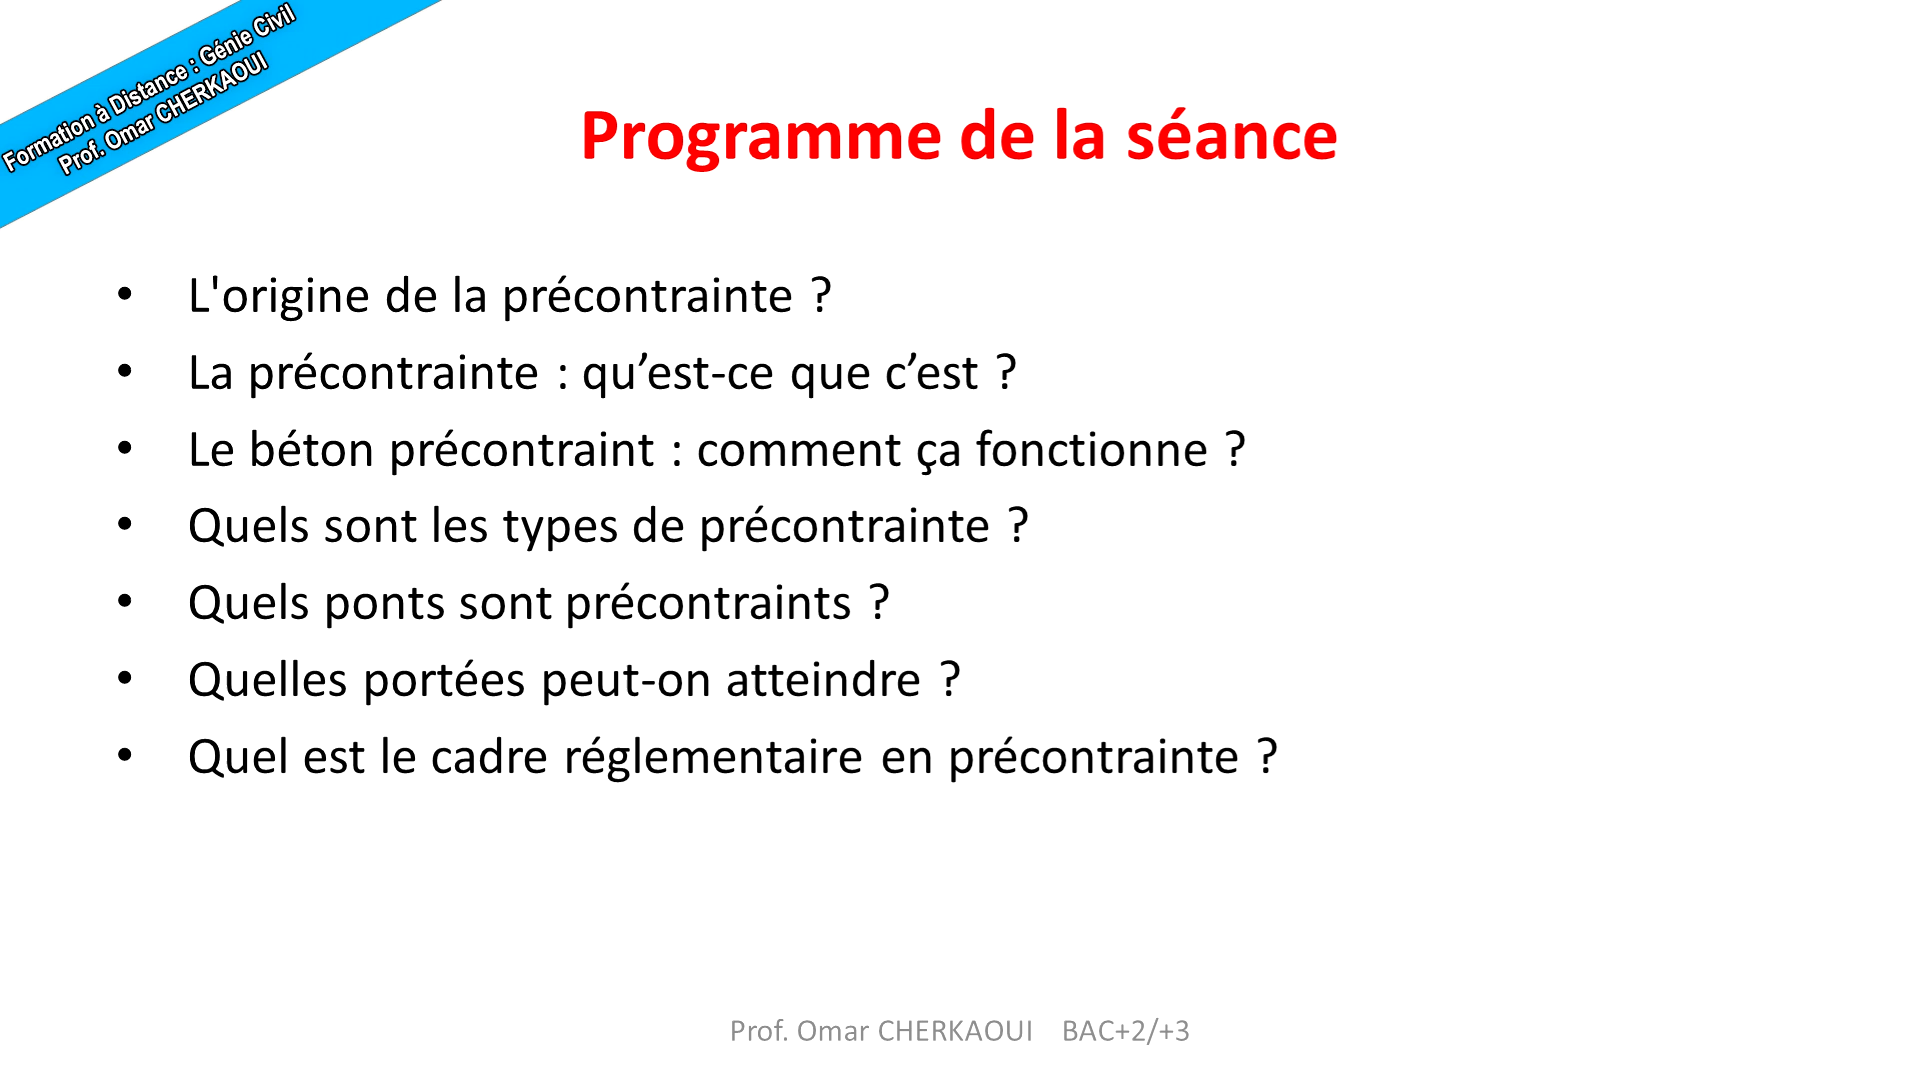 Formation à Distance : Génie Civil
Prof. Omar CHERKAOUI
Programme de la séance
• L'origine de la précontrainte ?
• La précontrainte : qu’est-ce que c’est ?
• Le béton précontraint : comment ça fonctionne ?
• Quels sont les types de précontrainte ?
• Quels ponts sont précontraints ?
• Quelles portées peut-on atteindre ?
• Quel est le cadre réglementaire en précontrainte ?
Prof. Omar CHERKAOUI BAC+2/+3